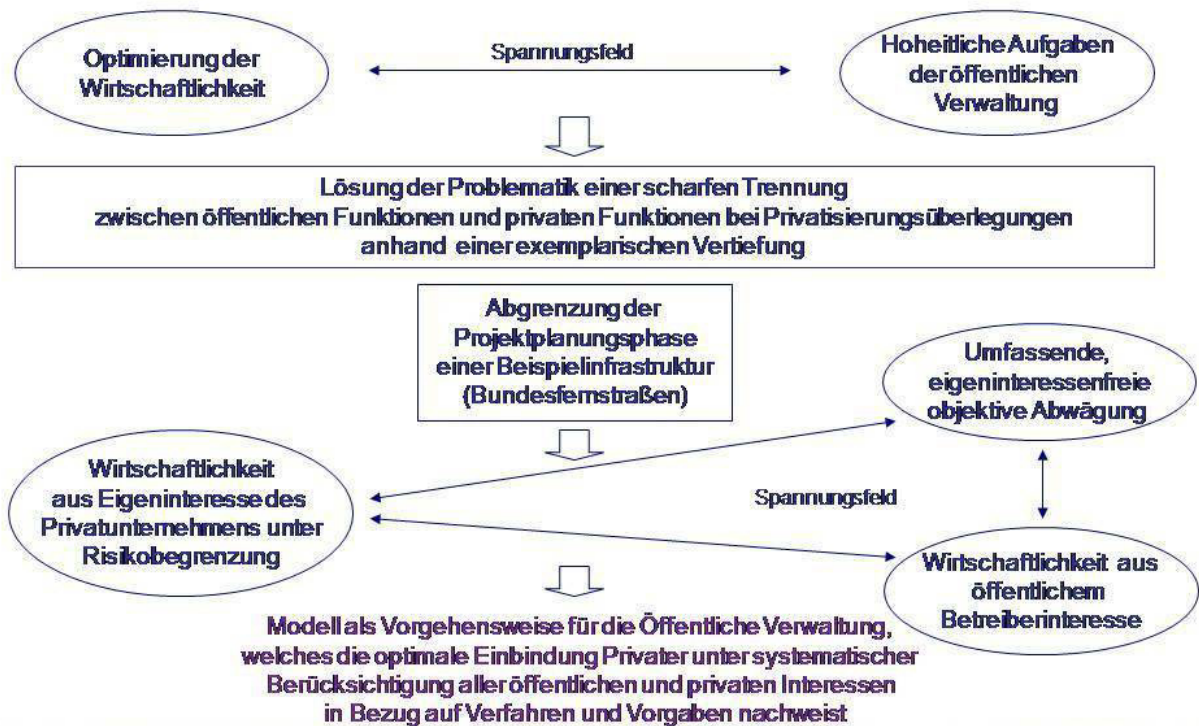 Optimierung der
Wirtschaftlichkeit
Spannungsfeld
Hoheitliche Aufgaben
der öffentlichen
Verwaltung
Lösung der Problematik einer scharfen Trennung
zwischen öffentlichen Funktionen und privaten Funktionen bei Privatisierungsüberlegungen
anhand einer exemplarischen Vertiefung
Abgrenzung der
Projektplanungsphase
einer Beispielinfrastruktur
(Bundesfernstraßen)
Umfassende,
eigeninteressenfreie
objektive Abwägung
Wirtschaftlichkeit
aus Eigeninteresse des
Privatunternehmens unter
Risikobegrenzung
Spannungsfeld
Wirtschaftlichkeit aus
öffentlichem
Betreiberinteresse
Modell als Vorgehensweise für die Öffentliche Verwaltung,
welches die optimale Einbindung Privater unter systematischer
Berücksichtigung aller öffentlichen und privaten Interessen
in Bezug auf Verfahren und Vorgaben nachweist